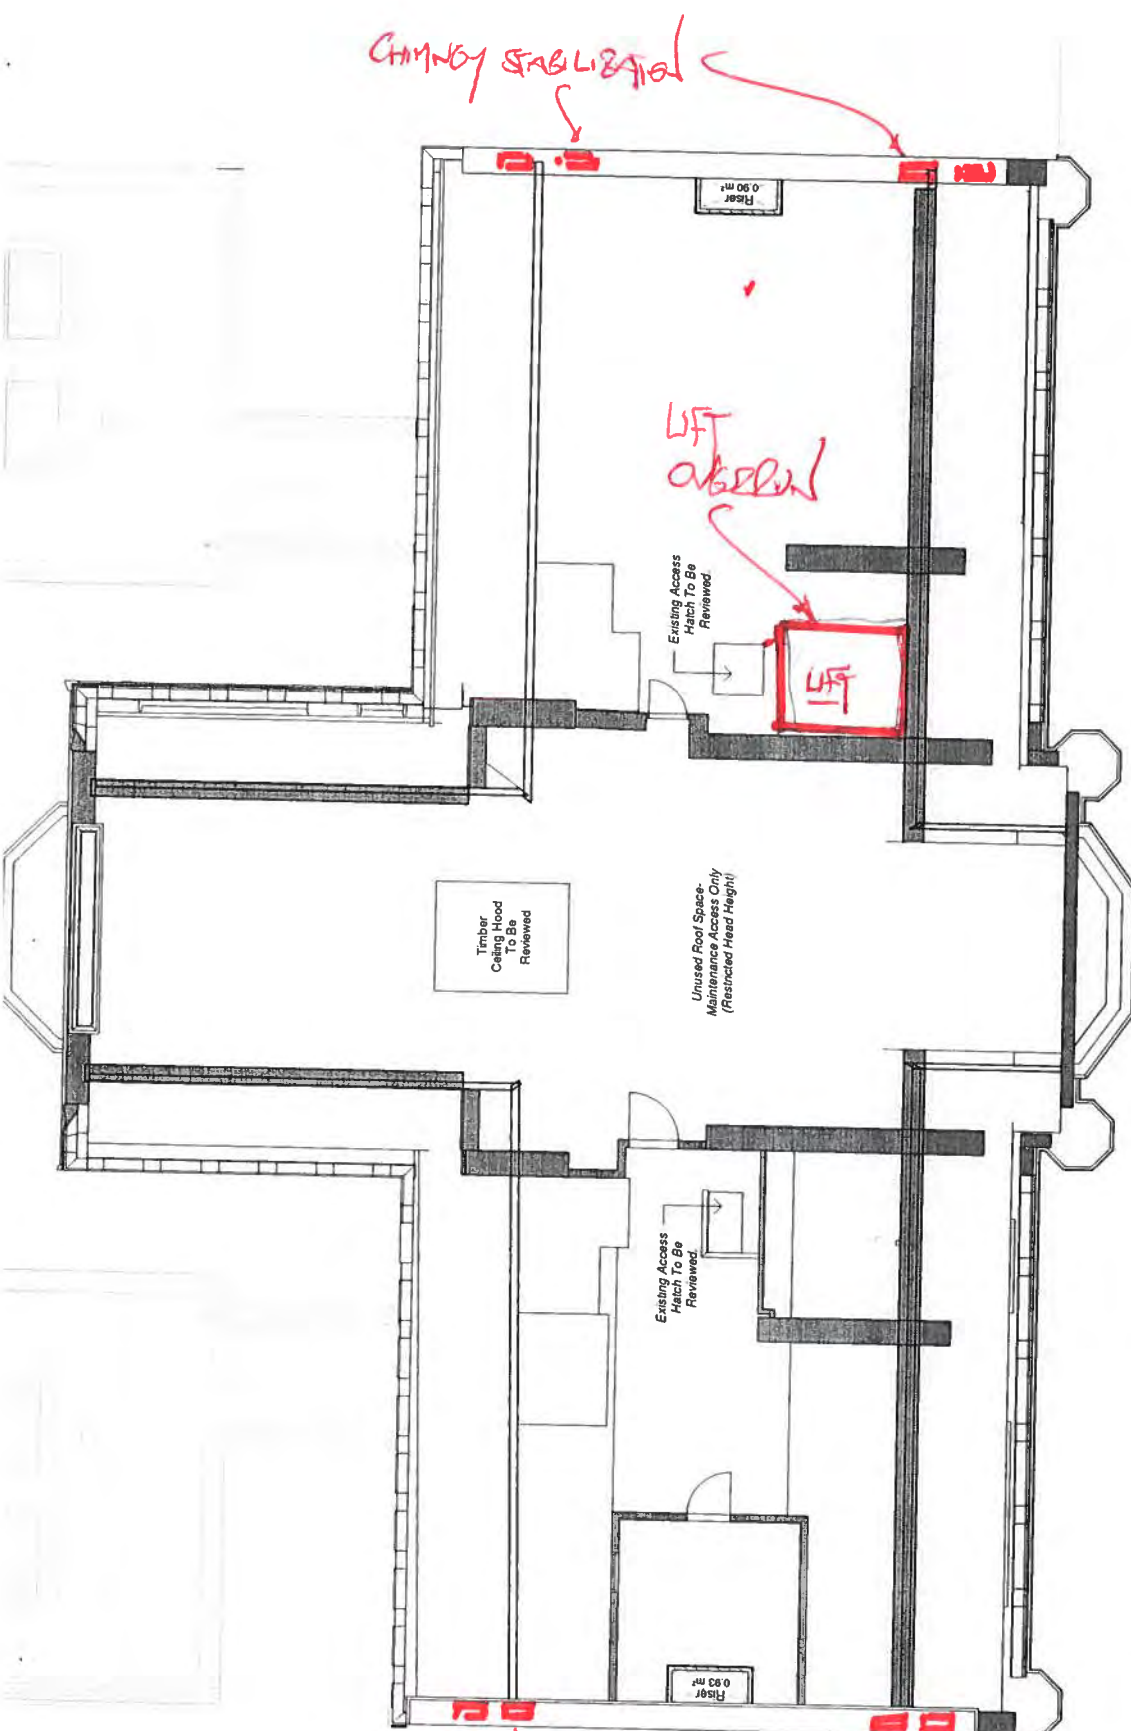 CHIMNEY STABILIZATION
Riser
0.90 m²
LIFT
OVERRUN
Existing Access
Hatch To Be
Reviewed.
LIFT
Timber
Ceiling Hood
To Be
Reviewed
Unused Roof Space-
Maintenance Access Only
(Restricted Head Height)
Existing Access
Hatch To Be
Reviewed.
Riser
0.93 m²